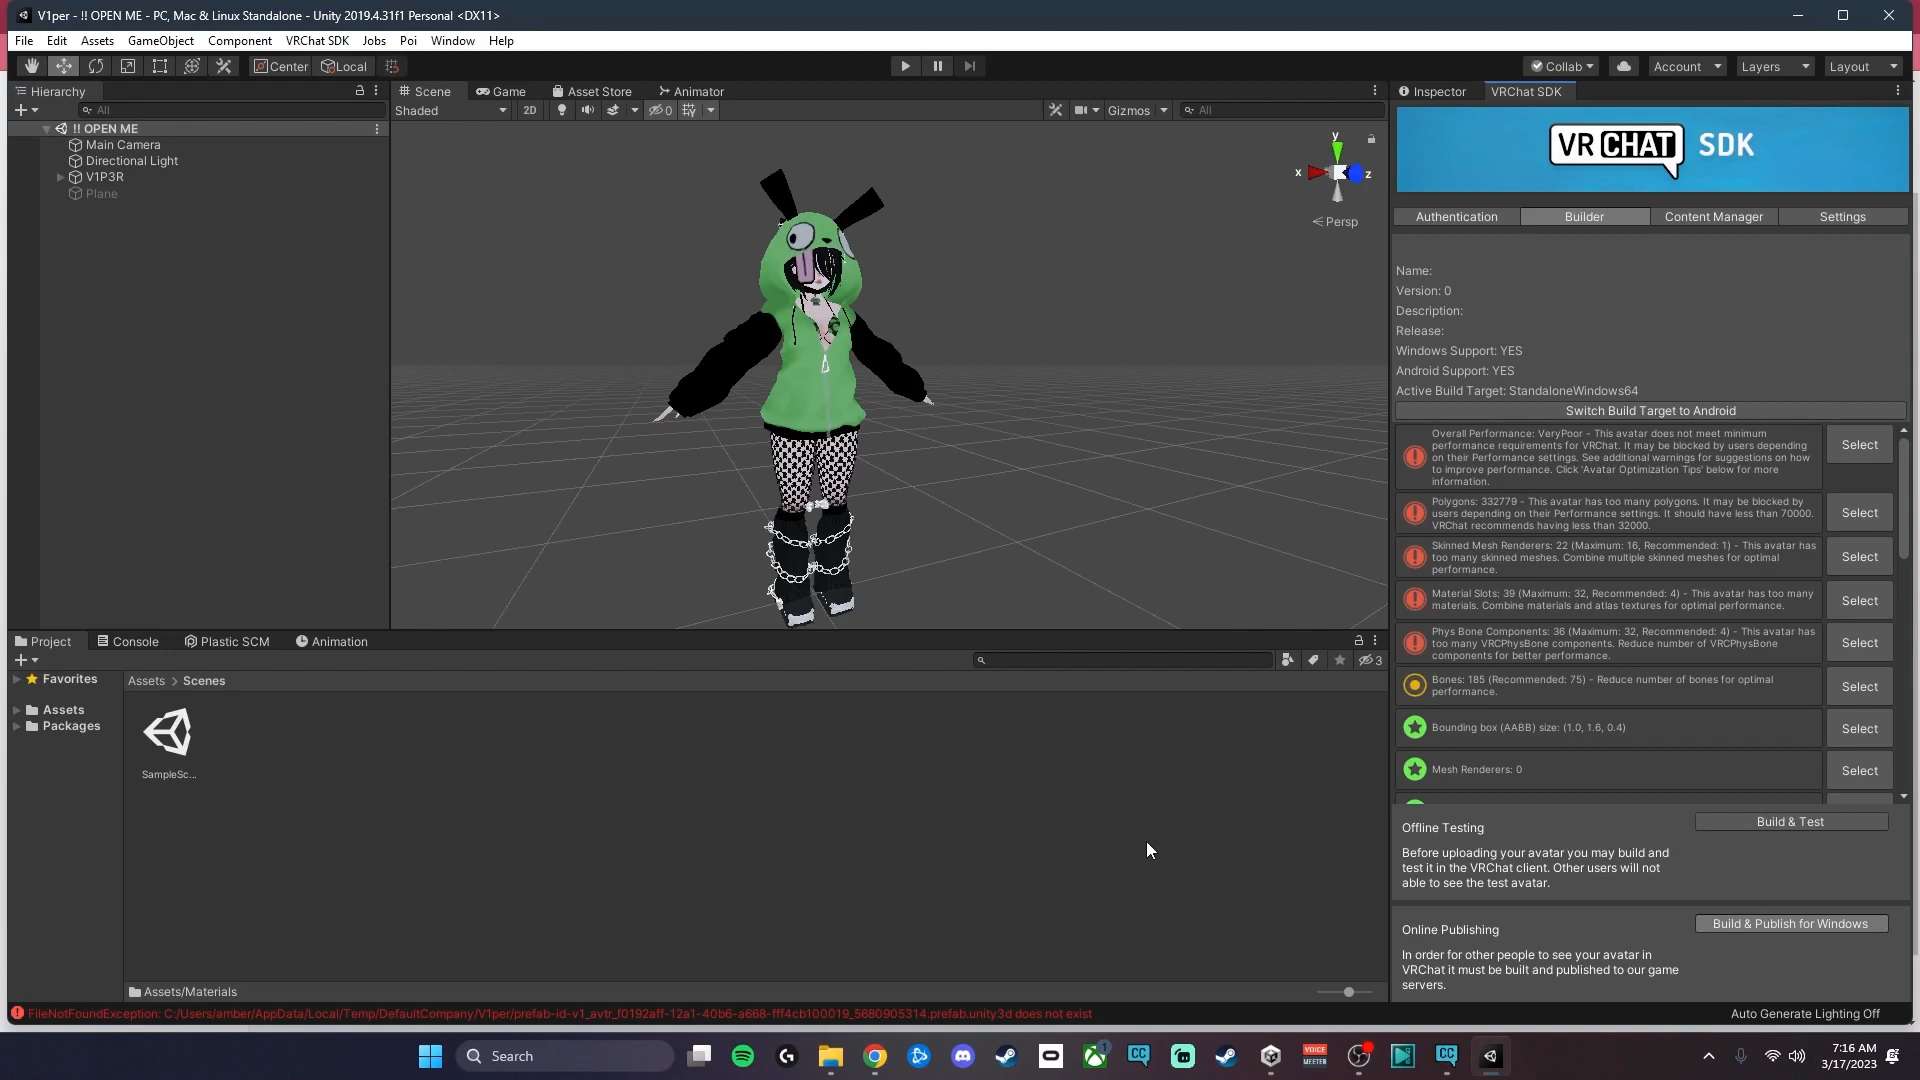 V1per - !! OPEN ME - PC, Mac & Linux Standalone - Unity 2019.4.31f1 Personal <DX11>
File Edit Assets GameObject Component VRChat SDK Jobs Poi Window Help
Center Local Collab Account Layers Layout
Hierarchy
All
!! OPEN ME
Main Camera
Directional Light
V1P3R
Plane
Scene Game Asset Store Animator
Shaded 2D 0 Gizmos All
y
x z
Persp
Inspector VRChat SDK
VR CHAT SDK
Authentication Builder Content Manager Settings
Name:
Version: 0
Description:
Release:
Windows Support: YES
Android Support: YES
Active Build Target: StandaloneWindows64
Switch Build Target to Android
Overall Performance: VeryPoor - This avatar does not meet minimum
performance requirements for VRChat. It may be blocked by users depending
on their Performance settings. See additional warnings for suggestions on how
to improve performance. Click 'Avatar Optimization Tips' below for more
information.
Select
Polygons: 332779 - This avatar has too many polygons. It may be blocked by
users depending on their Performance settings. It should have less than 70000.
VRChat recommends having less than 32000.
Select
Skinned Mesh Renderers: 22 (Maximum: 16, Recommended: 1) - This avatar has
too many skinned meshes. Combine multiple skinned meshes for optimal
performance.
Select
Material Slots: 39 (Maximum: 32, Recommended: 4) - This avatar has too many
materials. Combine materials and atlas textures for optimal performance.
Select
Phys Bone Components: 36 (Maximum: 32, Recommended: 4) - This avatar has
too many VRCPhysBone components. Reduce number of VRCPhysBone
components for better performance.
Select
Bones: 185 (Recommended: 75) - Reduce number of bones for optimal
performance.
Select
Bounding box (AABB) size: (1.0, 1.6, 0.4)
Select
Mesh Renderers: 0
Select
Offline Testing
Build & Test
Before uploading your avatar you may build and
test it in the VRChat client. Other users will not
able to see the test avatar.
Online Publishing
Build & Publish for Windows
In order for other people to see your avatar in
VRChat it must be built and published to our game
servers.
Project Console Plastic SCM Animation
3
Favorites
Assets
Packages
Assets > Scenes
SampleSc...
Assets/Materials
FileNotFoundException: C:/Users/amber/AppData/Local/Temp/DefaultCompany/V1per/prefab-id-v1_avtr_f0192aff-12a1-40b6-a668-fff4cb100019_5680905314.prefab.unity3d does not exist
Auto Generate Lighting Off
Search
CC
VOICE
MEETER
CC
7:16 AM
3/17/2023